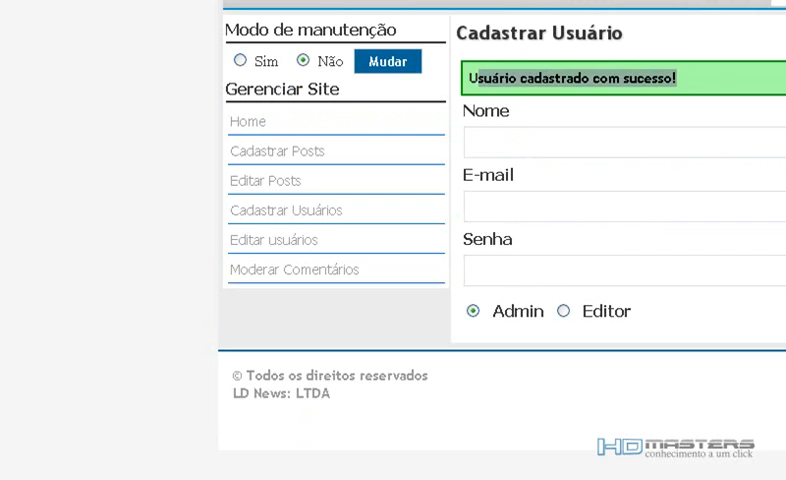 Modo de manutenção
Sim Não Mudar
Gerenciar Site
Home
Cadastrar Posts
Editar Posts
Cadastrar Usuários
Editar usuários
Moderar Comentários
Cadastrar Usuário
Usuário cadastrado com sucesso!
Nome
E-mail
Senha
Admin Editor
© Todos os direitos reservados
LD News: LTDA
HDMASTERS
conhecimento a um click